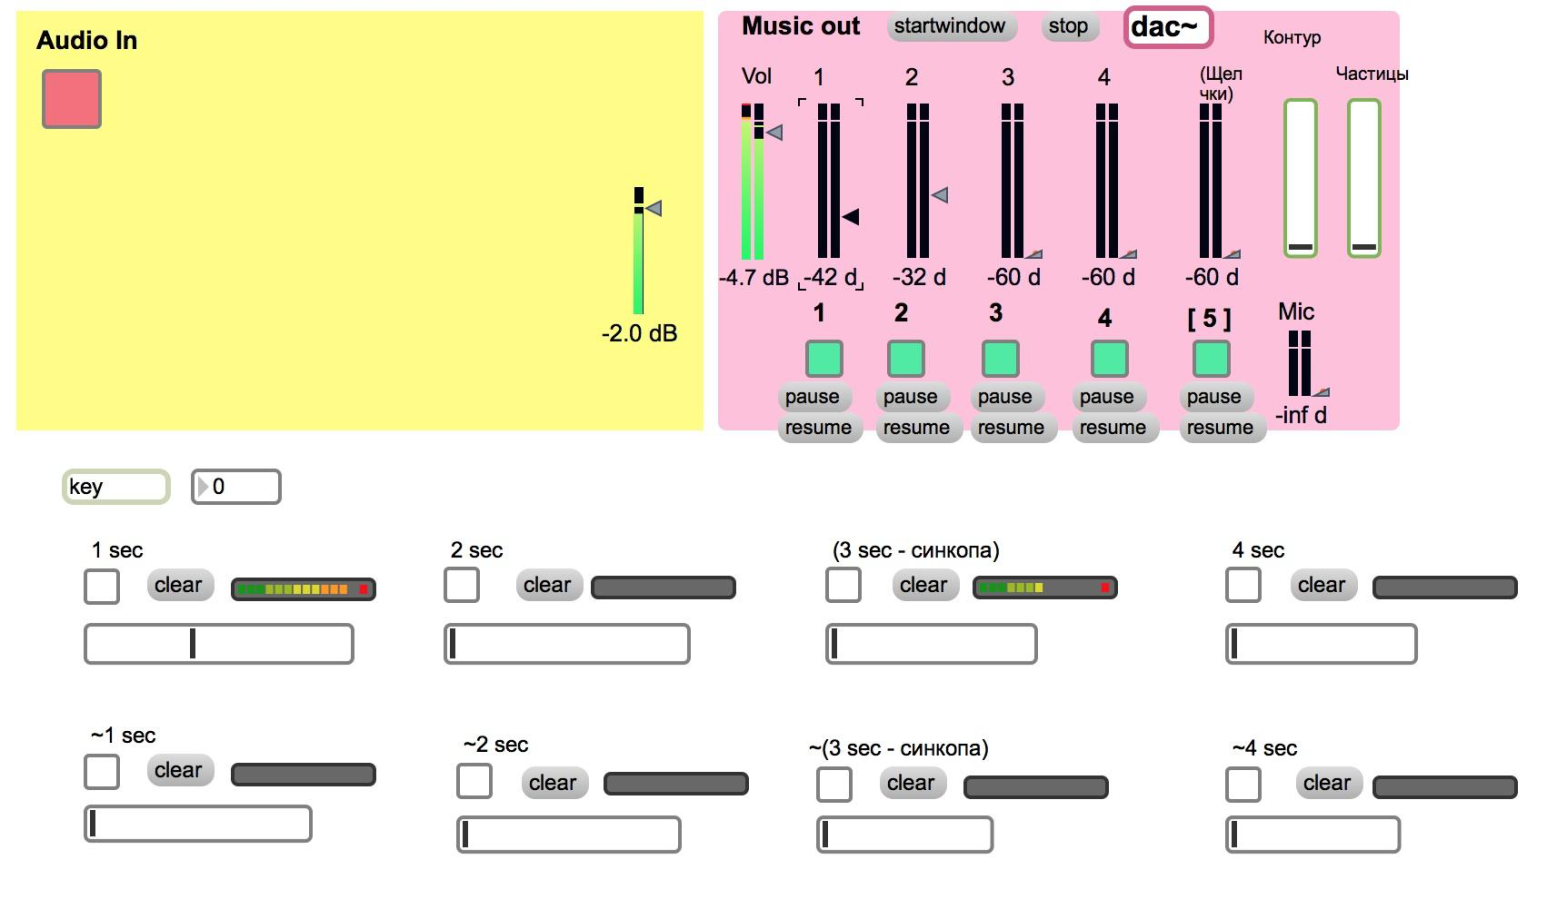 Audio In
-2.0 dB
Music out startwindow stop dac~ Контур
Vol 1 2 3 4 (Щел
чки) Частицы
-4.7 dB -42 d -32 d -60 d -60 d -60 d
1 2 3 4 [ 5 ] Mic
pause pause pause pause pause
resume resume resume resume resume
-inf d
key 0
1 sec 2 sec (3 sec - синкопа) 4 sec
clear clear clear clear
~1 sec ~2 sec ~(3 sec - синкопа) ~4 sec
clear clear clear clear